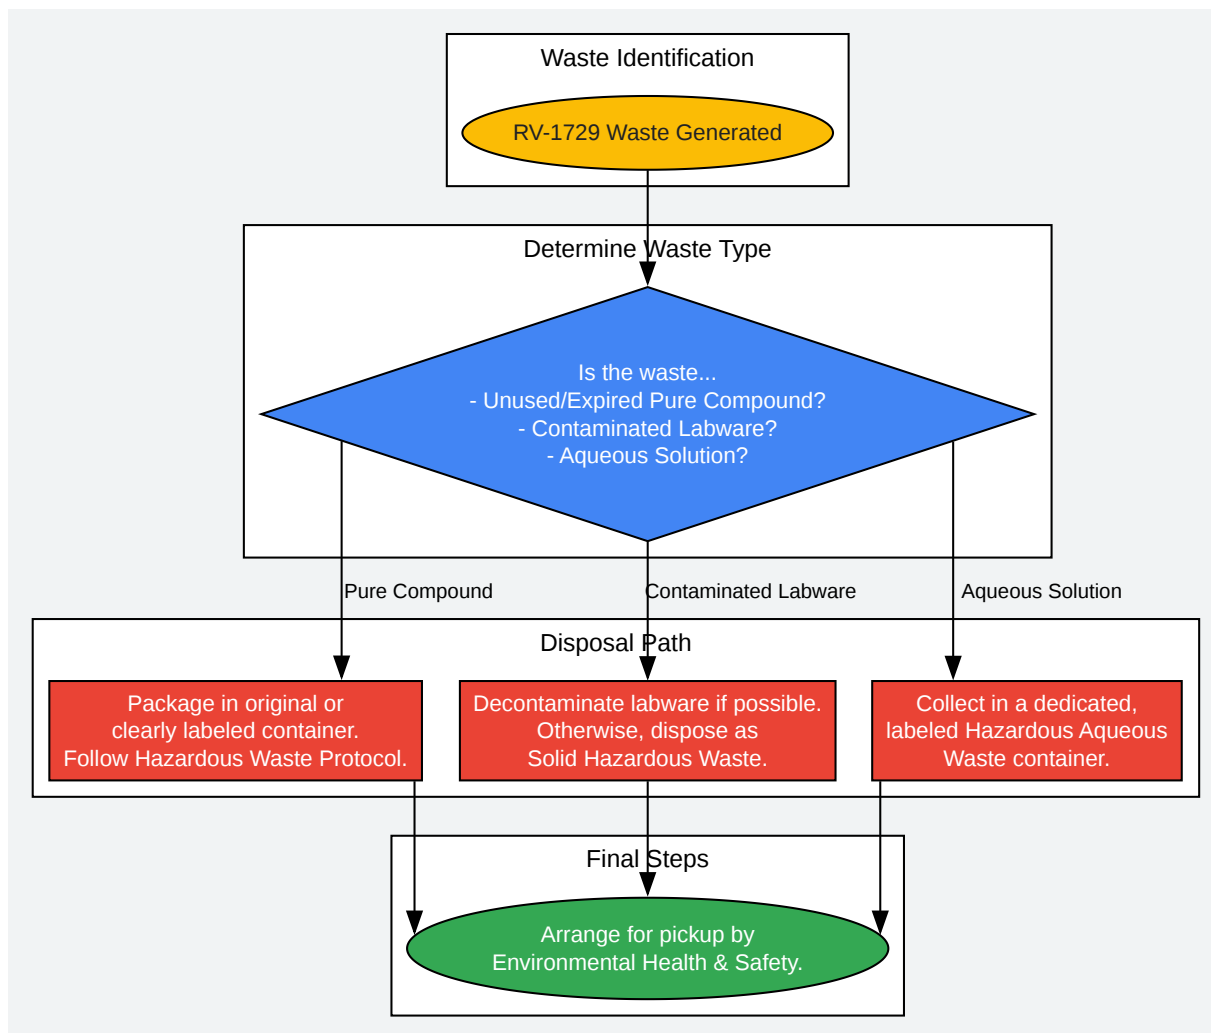 Waste Identification
RV-1729 Waste Generated
Determine Waste Type
Is the waste...
- Unused/Expired Pure Compound?
- Contaminated Labware?
- Aqueous Solution?
Pure Compound
Contaminated Labware
Aqueous Solution
Disposal Path
Package in original or
clearly labeled container.
Follow Hazardous Waste Protocol.
Decontaminate labware if possible.
Otherwise, dispose as
Solid Hazardous Waste.
Collect in a dedicated,
labeled Hazardous Aqueous
Waste container.
Final Steps
Arrange for pickup by
Environmental Health & Safety.